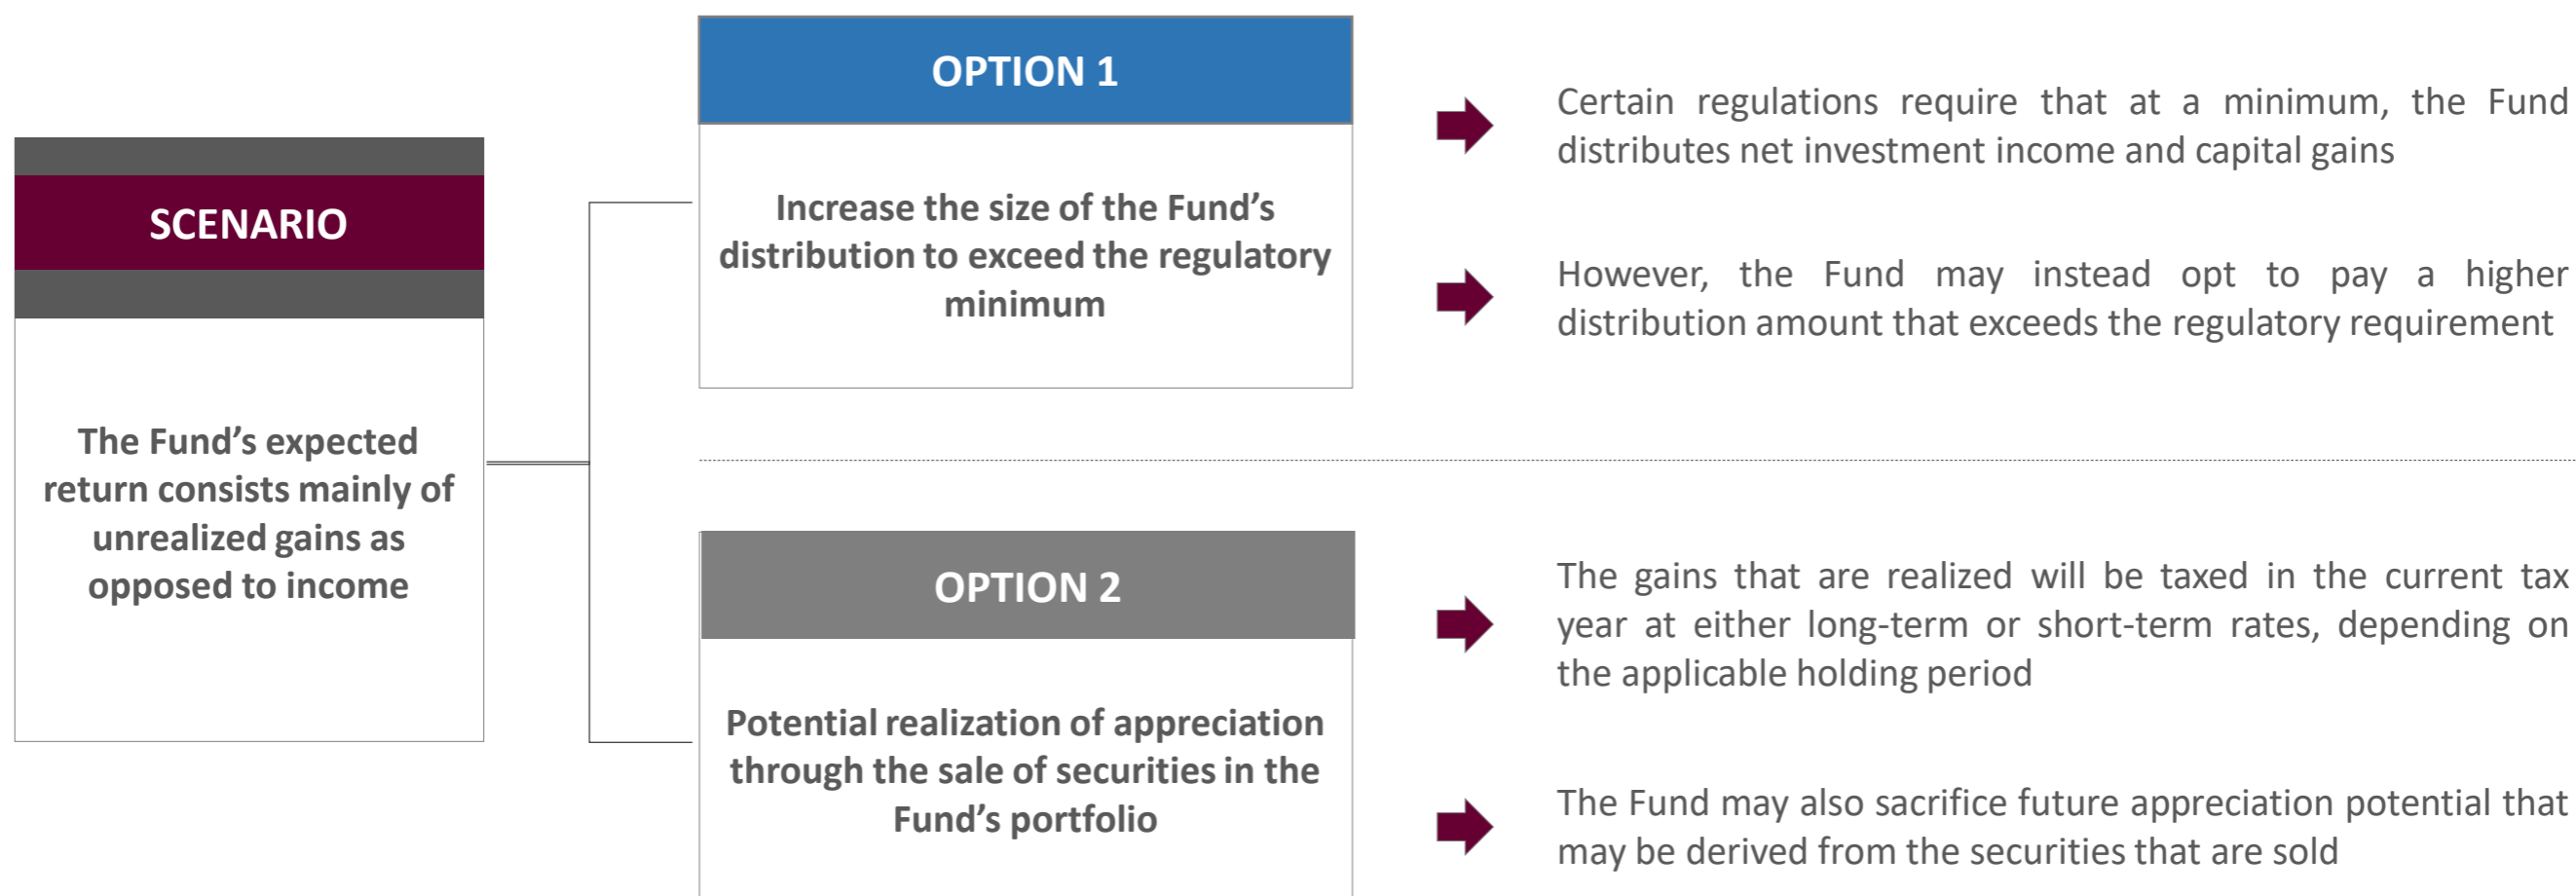 SCENARIO
The Fund’s expected
return consists mainly of
unrealized gains as
opposed to income
OPTION 1
Increase the size of the Fund’s
distribution to exceed the regulatory
minimum
Certain regulations require that at a minimum, the Fund
distributes net investment income and capital gains
However, the Fund may instead opt to pay a higher
distribution amount that exceeds the regulatory requirement
OPTION 2
Potential realization of appreciation
through the sale of securities in the
Fund’s portfolio
The gains that are realized will be taxed in the current tax
year at either long-term or short-term rates, depending on
the applicable holding period
The Fund may also sacrifice future appreciation potential that
may be derived from the securities that are sold